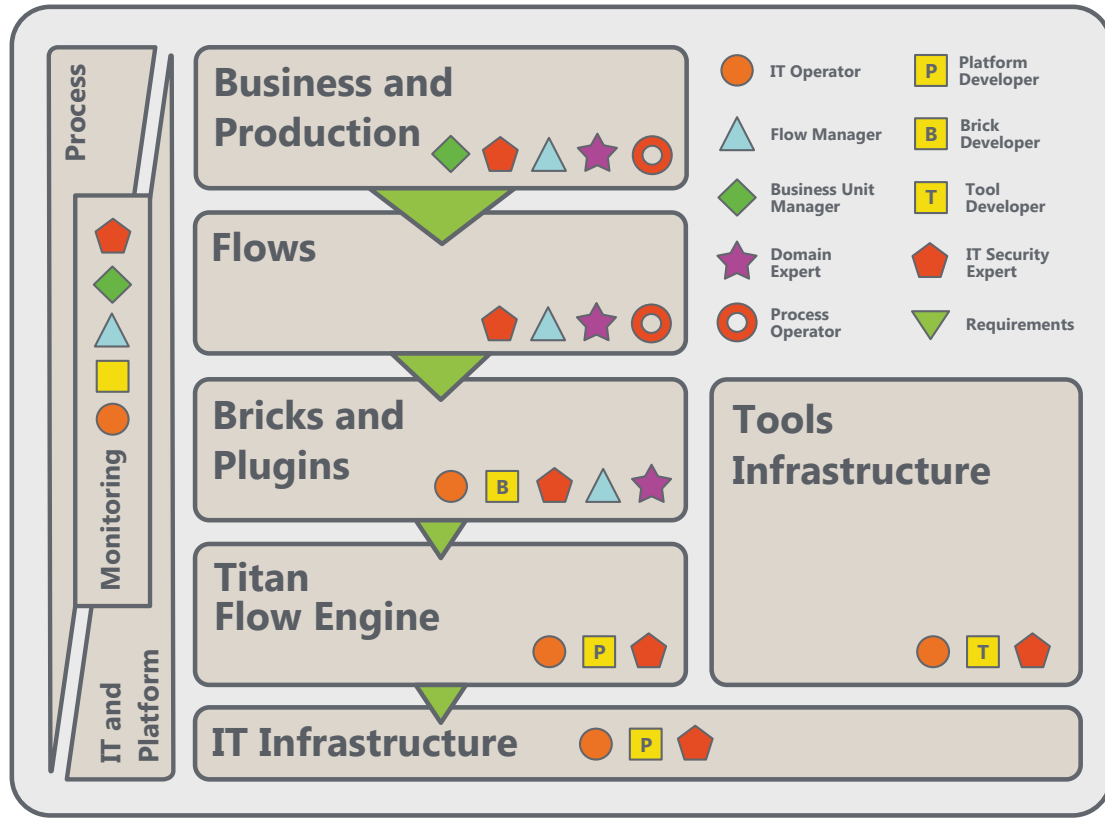 Process
Monitoring
IT and
Platform
Business and
Production
Flows
Bricks and
Plugins
B
Titan
Flow Engine
P
IT Infrastructure
P
Tools
Infrastructure
T
IT Operator
Flow Manager
Business Unit
Manager
Domain
Expert
Process
Operator
P
Platform
Developer
B
Brick
Developer
T
Tool
Developer
IT Security
Expert
Requirements